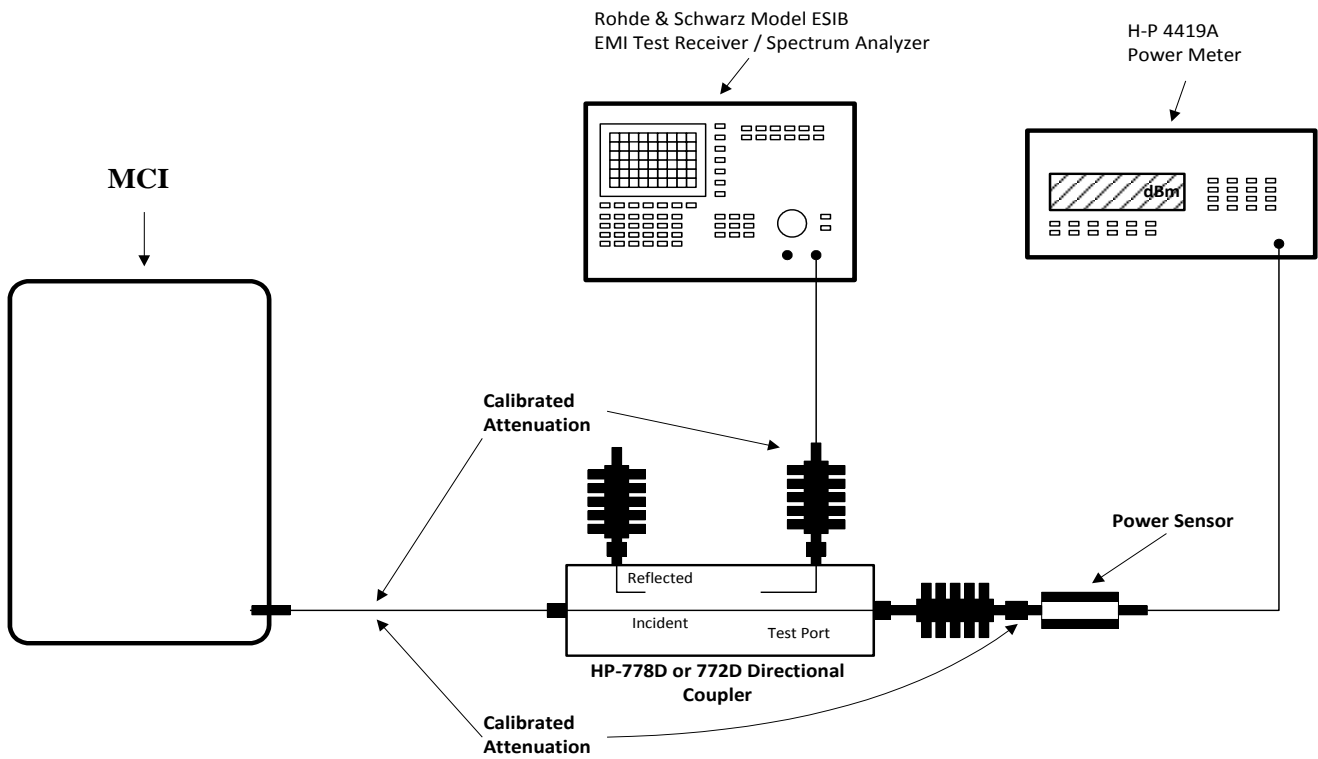 Rohde & Schwarz Model ESIB
EMI Test Receiver / Spectrum Analyzer
H-P 4419A
Power Meter
MCI
dBm
Calibrated
Attenuation
Power Sensor
Reflected
Incident
Test Port
HP-778D or 772D Directional
Coupler
Calibrated
Attenuation